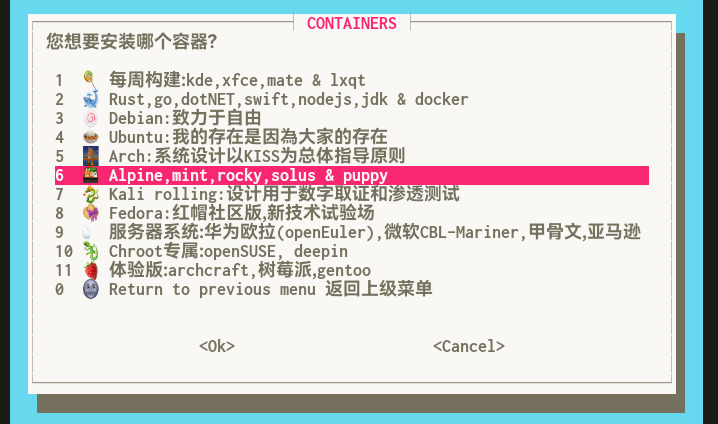 CONTAINERS
您想要安装哪个容器?
1 🍭 每周构建:kde,xfce,mate & lxqt
2 🐳 Rust,go,dotNET,swift,nodejs,jdk & docker
3 🍥 Debian:致力于自由
4 Ubuntu:我的存在是因為大家的存在
5 Arch:系统设计以KISS为总体指导原则
6 Alpine,mint,rocky,solus & puppy
7 🐉 Kali rolling:设计用于数字取证和渗透测试
8 Fedora:红帽社区版,新技术试验场
9 服务器系统:华为欧拉(openEuler),微软CBL-Mariner,甲骨文,亚马逊
10 🦎 Chroot专属:openSUSE, deepin
11 🍓 体验版:archcraft,树莓派,gentoo
0 🌚 Return to previous menu 返回上级菜单
<Ok> <Cancel>